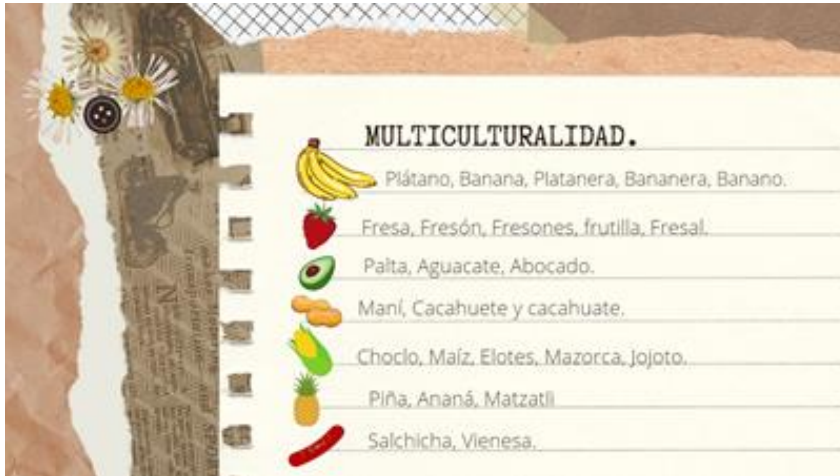 MULTICULTURALIDAD.
Plátano, Banana, Platanera, Bananera, Banano.
Fresa, Fresón, Fresones, frutilla, Fresal.
Palta, Aguacate, Abocado.
Maní, Cacahuete y cacahuate.
Choclo, Maíz, Elotes, Mazorca, Jojoto.
Piña, Ananá, Matzatli
Salchicha, Vienesa.